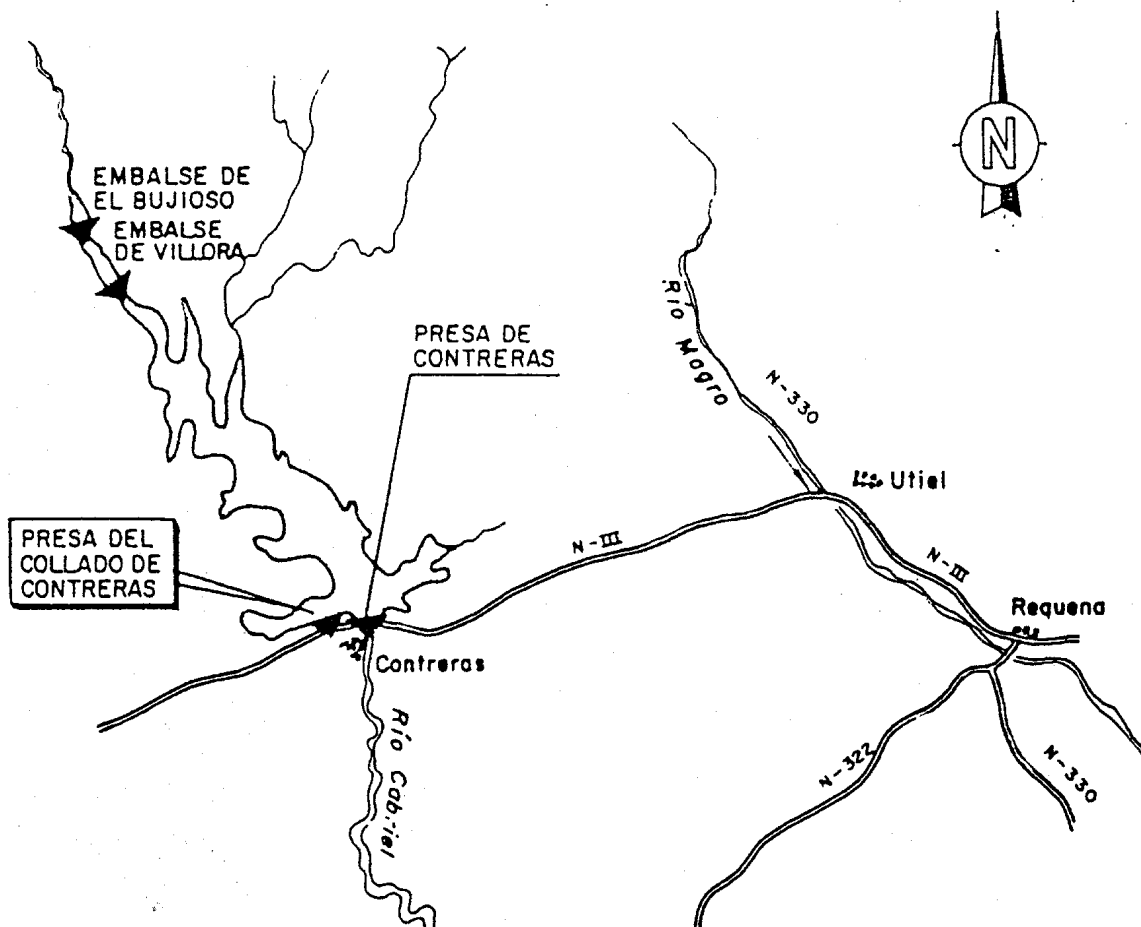 N
EMBALSE DE
EL BUJIOSO
EMBALSE
DE VILLORA
PRESA DE
CONTRERAS
Río Magro
N-330
Utiel
PRESA DEL
COLLADO DE
CONTRERAS
N-III
N-III
Requena
Contreras
Río Cabriel
N-322
N-330